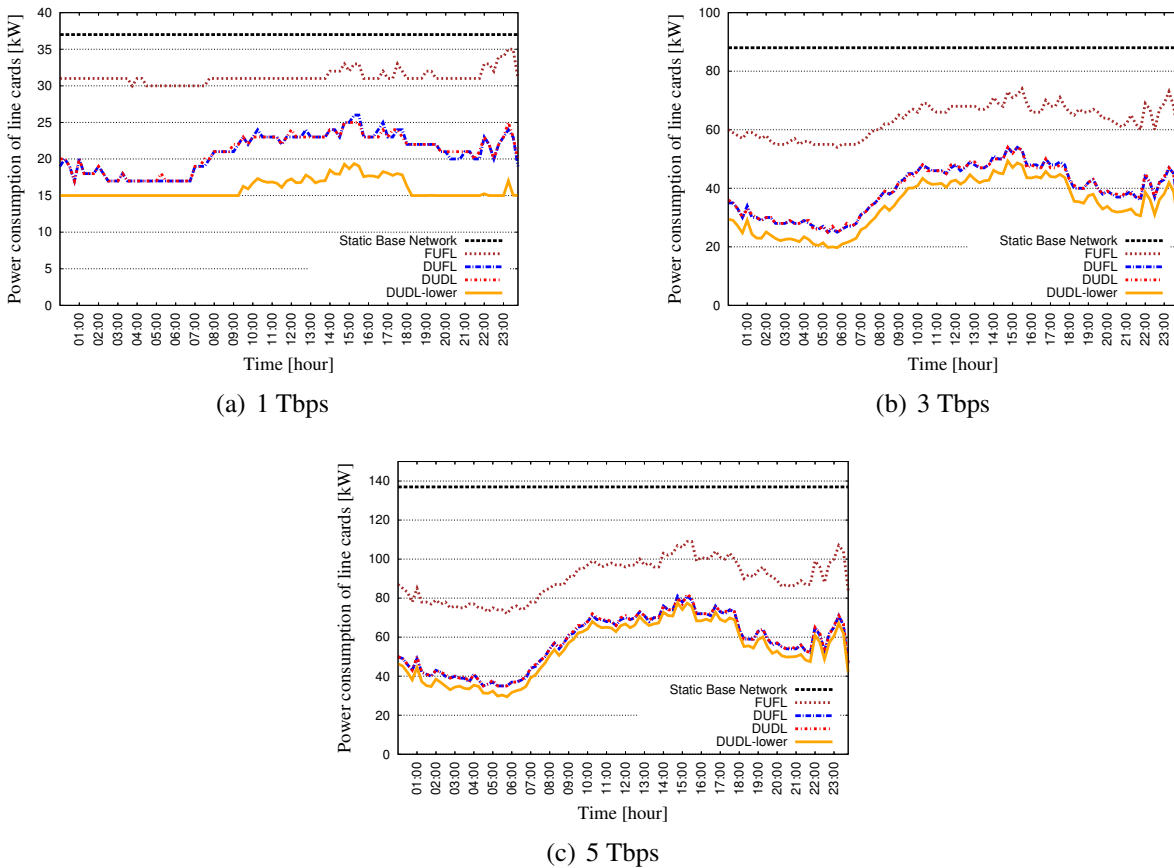 Power consumption of line cards [kW]
40
35
30
25
20
15
10
5
0
Static Base Network
FUFL
DUFL
DUDL
DUDL-lower
01:00 02:00 03:00 04:00 05:00 06:00 07:00 08:00 09:00 10:00 11:00 12:00 13:00 14:00 15:00 16:00 17:00 18:00 19:00 20:00 21:00 22:00 23:00
Time [hour]
(a) 1 Tbps
Power consumption of line cards [kW]
100
80
60
40
20
0
Static Base Network
FUFL
DUFL
DUDL
DUDL-lower
01:00 02:00 03:00 04:00 05:00 06:00 07:00 08:00 09:00 10:00 11:00 12:00 13:00 14:00 15:00 16:00 17:00 18:00 19:00 20:00 21:00 22:00 23:00
Time [hour]
(b) 3 Tbps
Power consumption of line cards [kW]
140
120
100
80
60
40
20
0
Static Base Network
FUFL
DUFL
DUDL
DUDL-lower
01:00 02:00 03:00 04:00 05:00 06:00 07:00 08:00 09:00 10:00 11:00 12:00 13:00 14:00 15:00 16:00 17:00 18:00 19:00 20:00 21:00 22:00 23:00
Time [hour]
(c) 5 Tbps